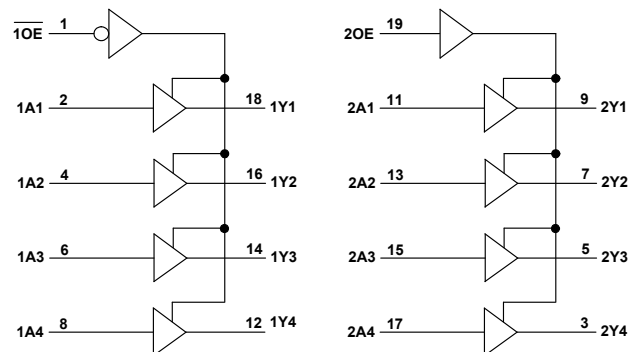 1OE 1
1A1 2 18 1Y1
1A2 4 16 1Y2
1A3 6 14 1Y3
1A4 8 12 1Y4
2OE 19
2A1 11 9 2Y1
2A2 13 7 2Y2
2A3 15 5 2Y3
2A4 17 3 2Y4